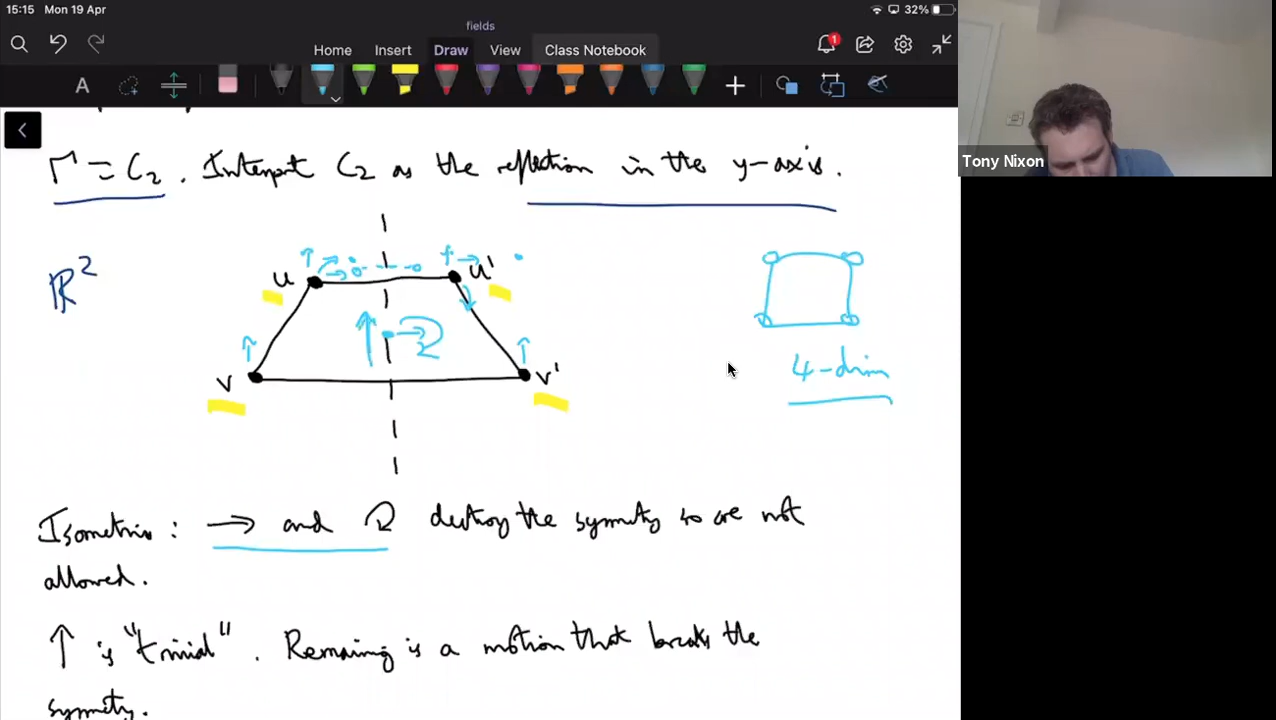 15:15 Mon 19 Apr
32%
fields
Home Insert Draw View Class Notebook
1
A
Tony Nixon
Γ = C2. Interpret C2 as the reflection in the y-axis.
ℝ2
u u'
v v'
4-dim
Isometries: → and ↻ destroy the symmetry so are not
allowed.
↑ is "trivial". Remaining is a motion that breaks the
symmetry.